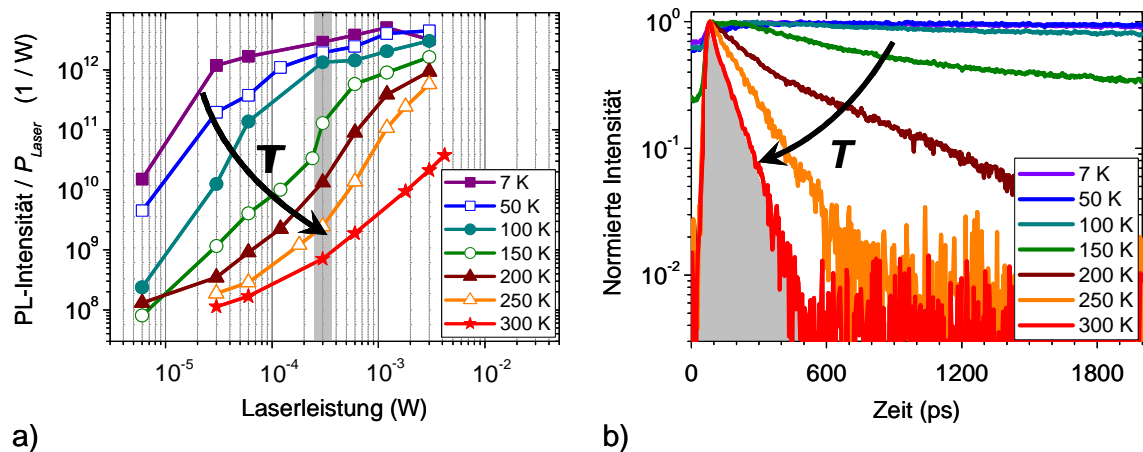 PL-Intensität / P_Laser (1 / W)
10^12
10^11
10^10
10^9
10^8
T
7 K
50 K
100 K
150 K
200 K
250 K
300 K
10^-5
10^-4
10^-3
10^-2
Laserleistung (W)
a)
Normierte Intensität
10^0
10^-1
10^-2
T
7 K
50 K
100 K
150 K
200 K
250 K
300 K
0
600
1200
1800
Zeit (ps)
b)